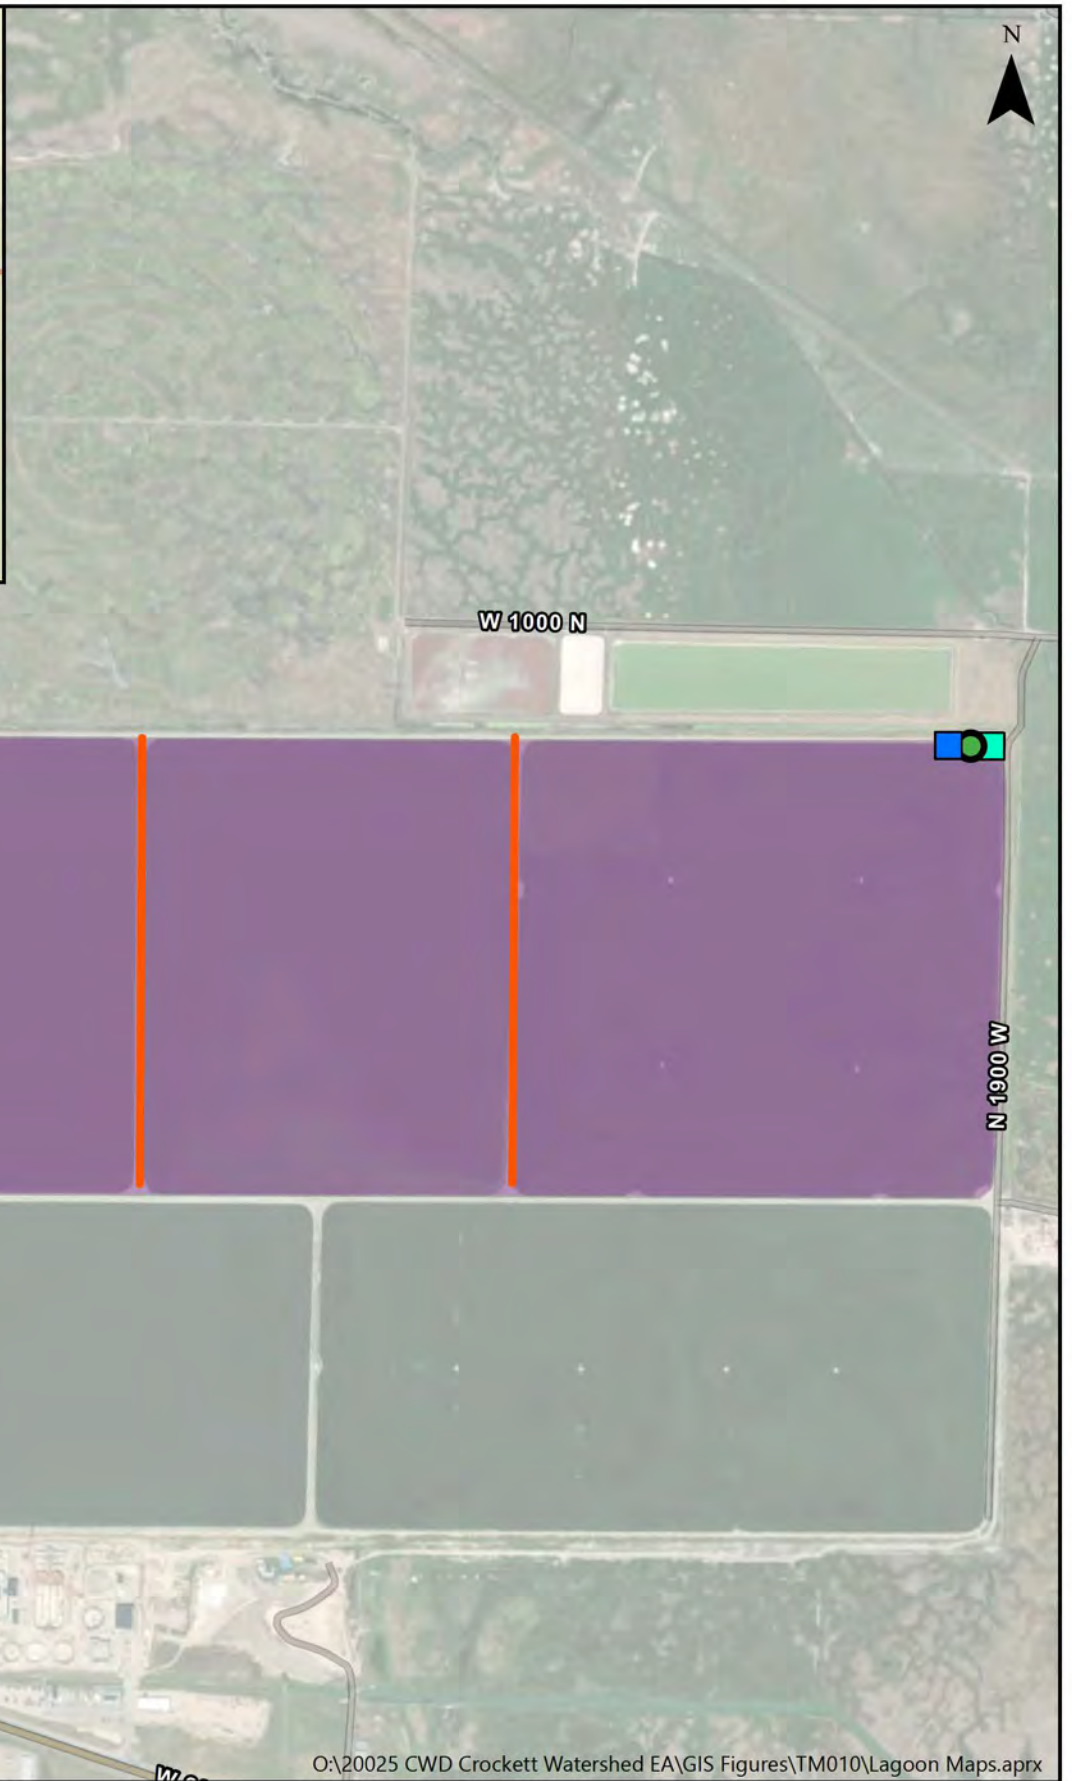 N
W 1000 N
N 1900 W
O:\20025 CWD Crockett Watershed EA\GIS Figures\TM010\Lagoon Maps.aprx